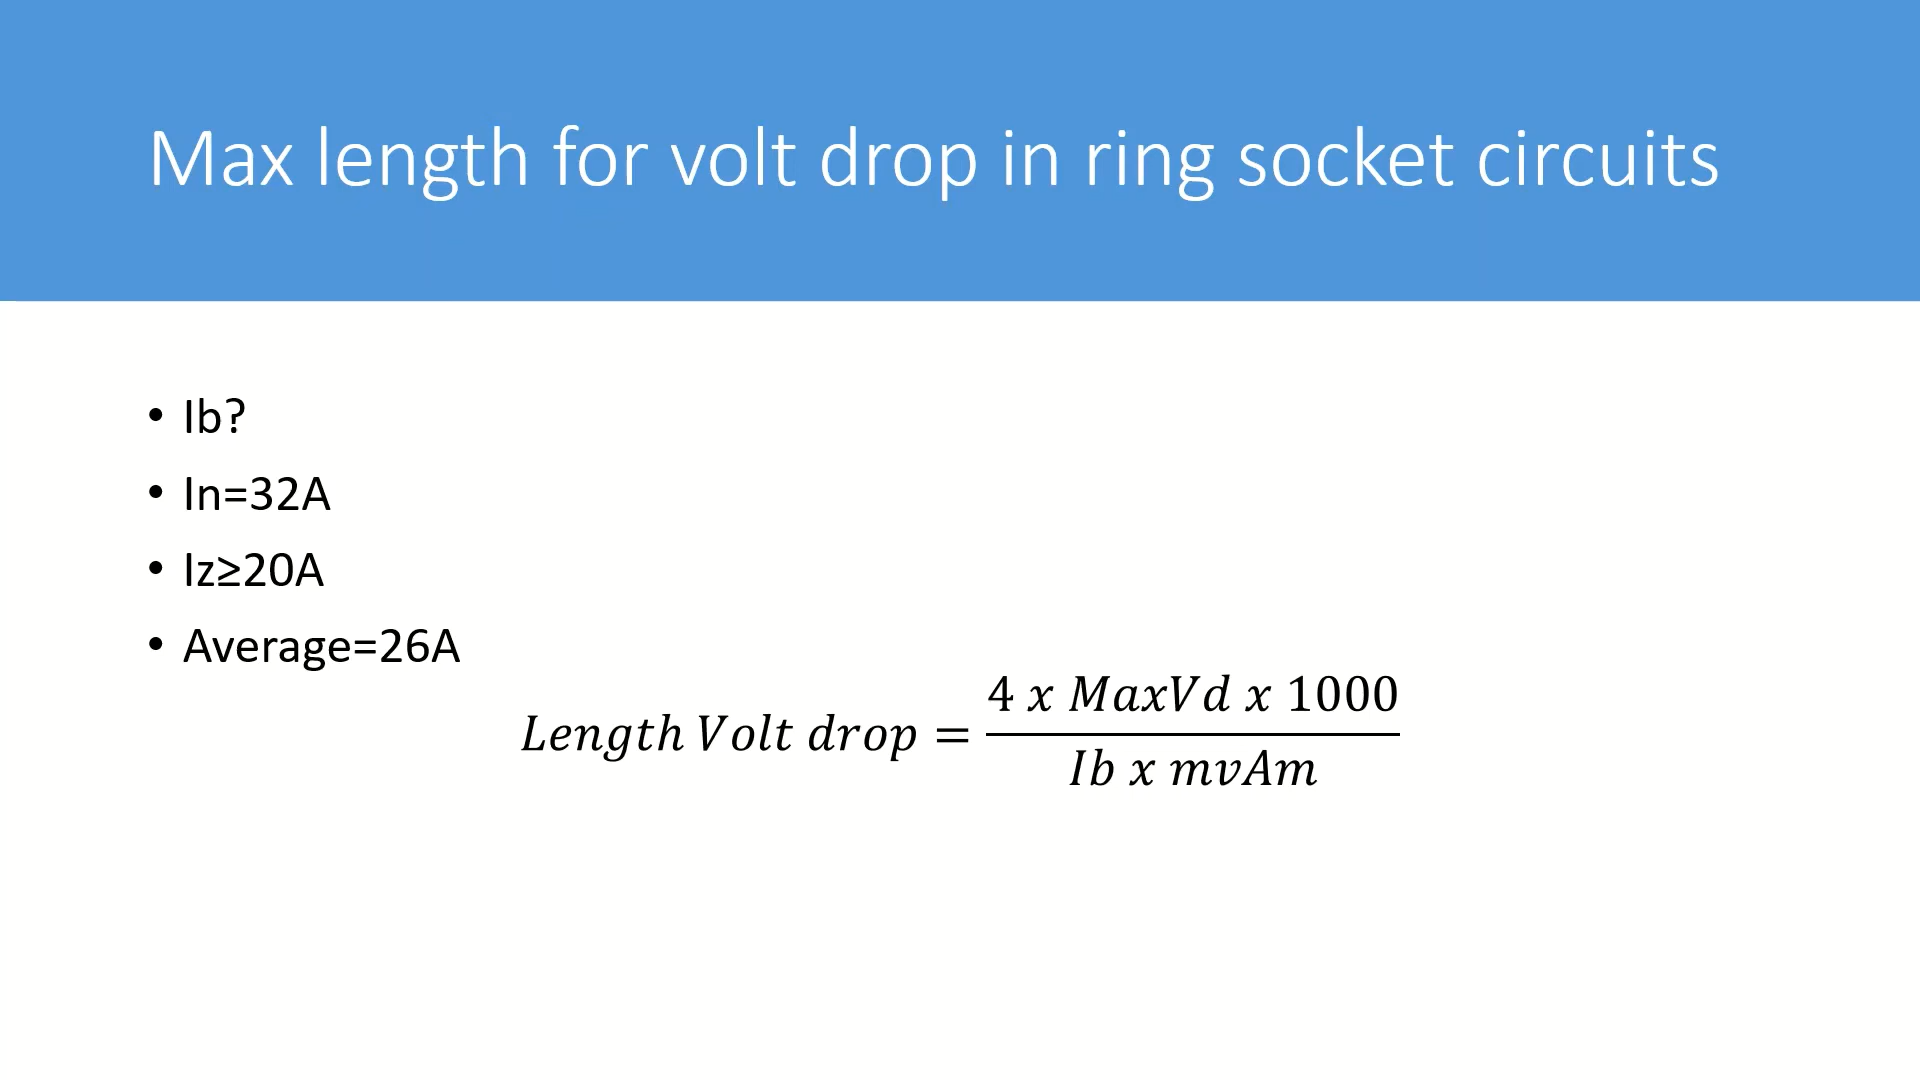 Max length for volt drop in ring socket circuits
• Ib?
• In=32A
• Iz≥20A
• Average=26A
Length Volt drop = \frac{4 x MaxVd x 1000}{Ib x mvAm}